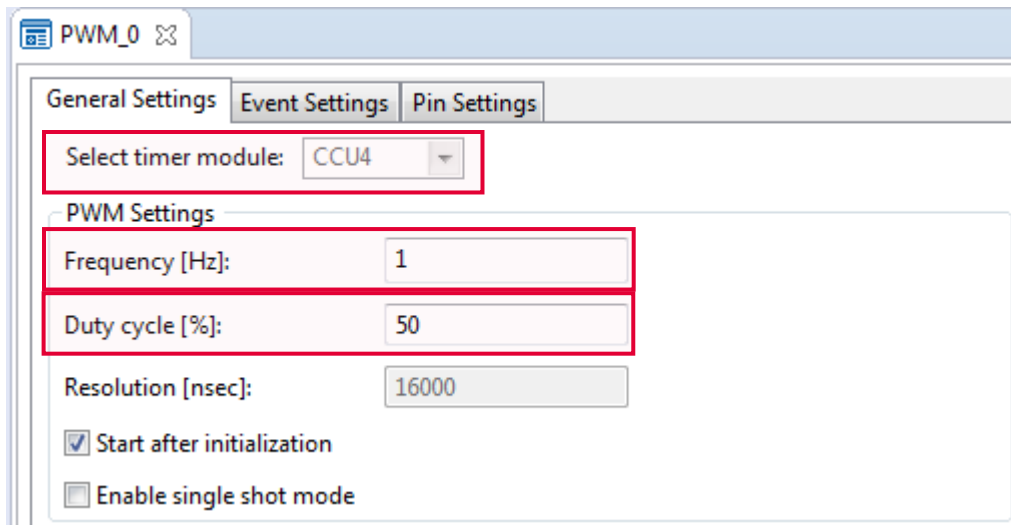 PWM_0
General Settings Event Settings Pin Settings
Select timer module: CCU4
PWM Settings
Frequency [Hz]: 1
Duty cycle [%]: 50
Resolution [nsec]: 16000
Start after initialization
Enable single shot mode